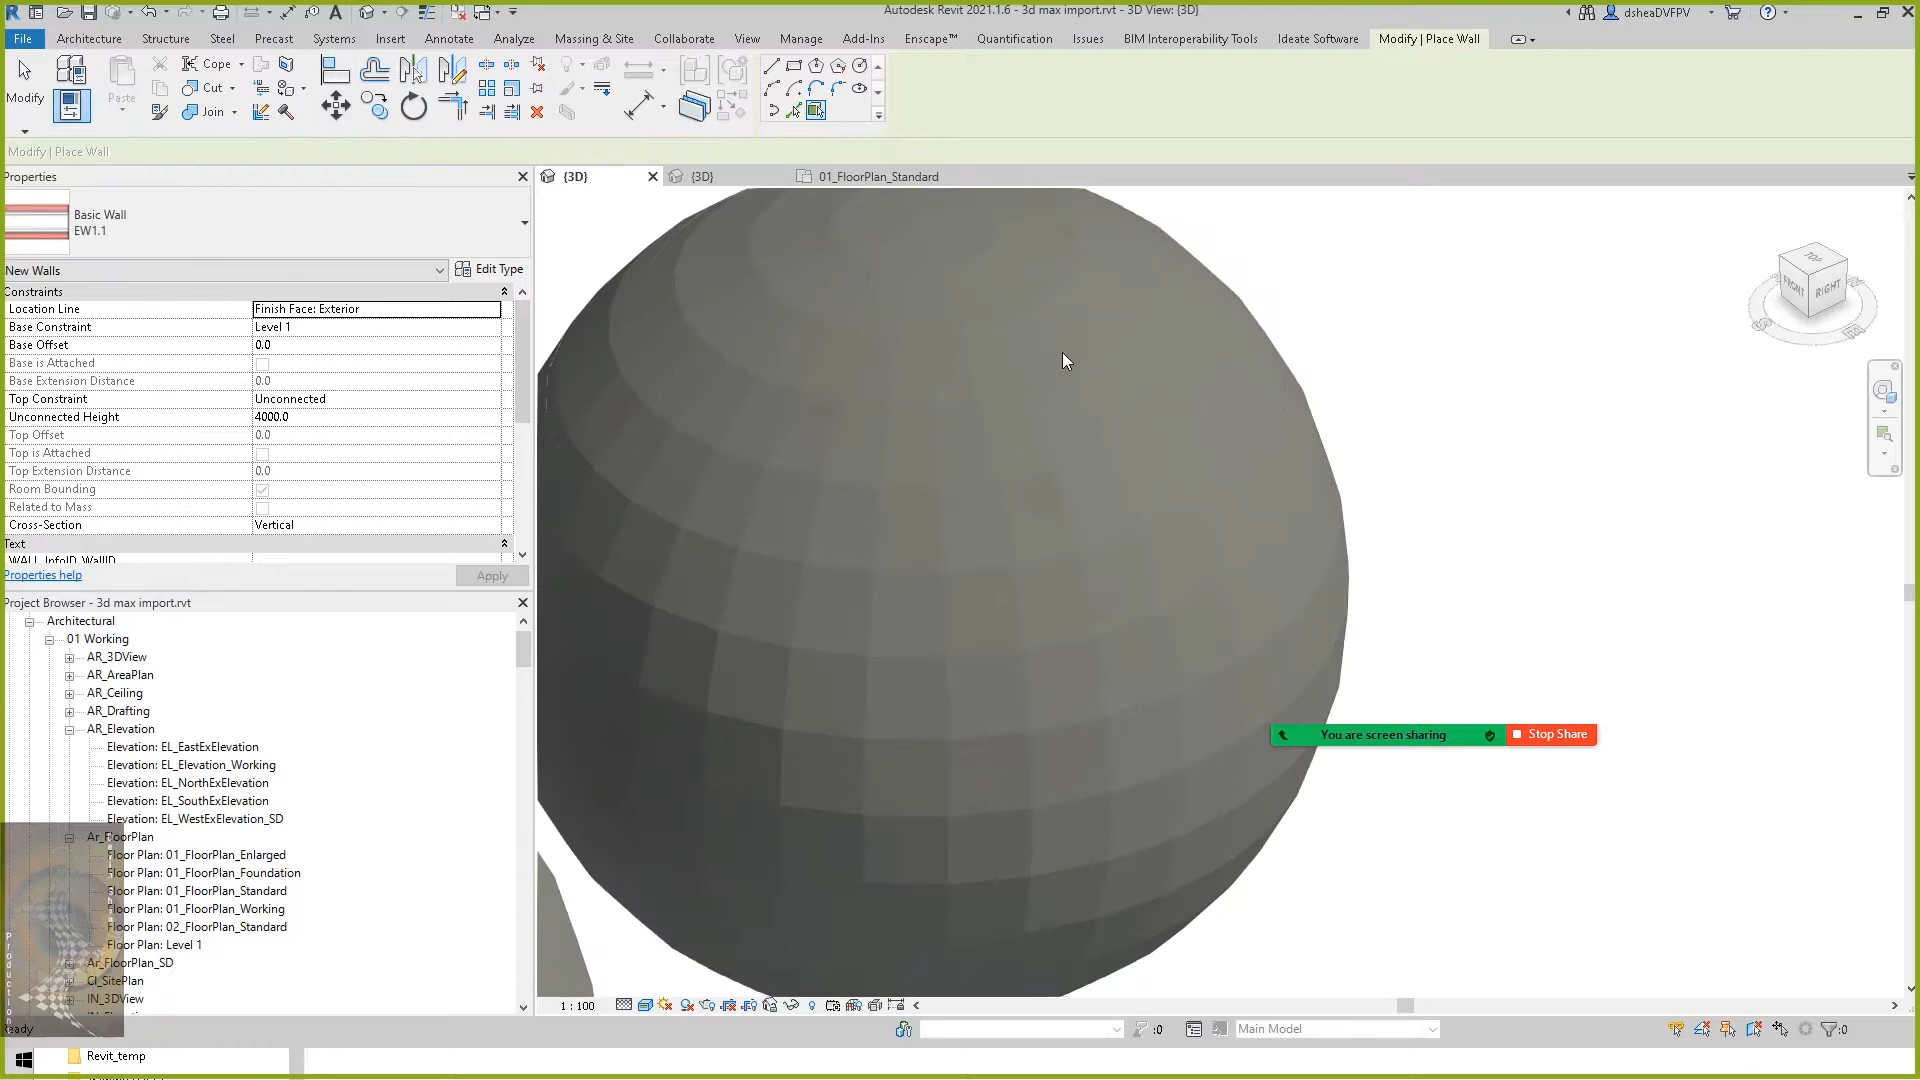 Autodesk Revit 2021.1.6 - 3d max import.rvt - 3D View: {3D}
dsheaDVFPV
File Architecture Structure Steel Precast Systems Insert Annotate Analyze Massing & Site Collaborate View Manage Add-Ins Enscape™ Quantification Issues BIM Interoperability Tools Ideate Software Modify | Place Wall
Modify
Paste
Cope
Cut
Join
Modify | Place Wall
Properties
{3D}
{3D}
01_FloorPlan_Standard
Basic Wall
EW1.1
New Walls
Edit Type
Constraints
Location Line Finish Face: Exterior
Base Constraint Level 1
Base Offset 0.0
Base is Attached
Base Extension Distance 0.0
Top Constraint Unconnected
Unconnected Height 4000.0
Top Offset 0.0
Top is Attached
Top Extension Distance 0.0
Room Bounding
Related to Mass
Cross-Section Vertical
Text
WALL_InfoID_WallID
Properties help
Apply
TOP
FRONT
RIGHT
Project Browser - 3d max import.rvt
Architectural
01 Working
AR_3DView
AR_AreaPlan
AR_Ceiling
AR_Drafting
AR_Elevation
Elevation: EL_EastExElevation
Elevation: EL_Elevation_Working
Elevation: EL_NorthExElevation
Elevation: EL_SouthExElevation
Elevation: EL_WestExElevation_SD
Ar_FloorPlan
Floor Plan: 01_FloorPlan_Enlarged
Floor Plan: 01_FloorPlan_Foundation
Floor Plan: 01_FloorPlan_Standard
Floor Plan: 01_FloorPlan_Working
Floor Plan: 02_FloorPlan_Standard
Floor Plan: Level 1
Ar_FloorPlan_SD
CI_SitePlan
IN_3DView
You are screen sharing
Stop Share
1 : 100
Ready
:0
Main Model
:0
Revit_temp